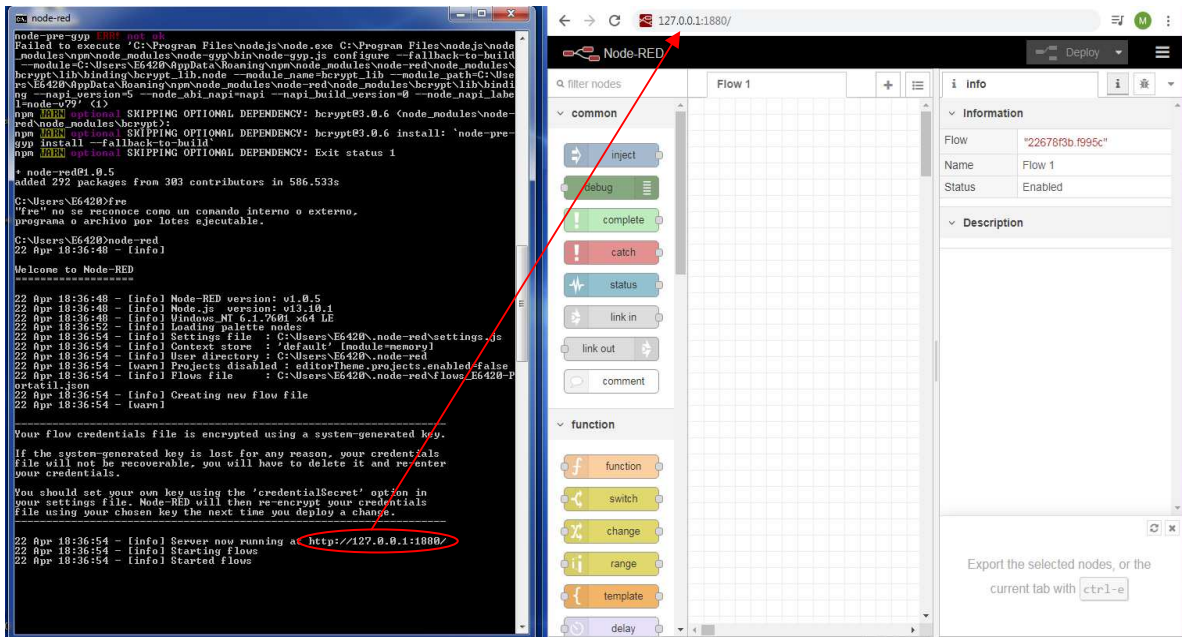 node-red
node-pre-gyp ERR! not ok
Failed to execute 'C:\Program Files\nodejs\node.exe C:\Program Files\nodejs\node
_modules\npm\node_modules\node-gyp\bin\node-gyp.js configure --fallback-to-build
--module=C:\Users\E6420\AppData\Roaming\npm\node_modules\node-red\node_modules\
bcrypt\lib\binding\bcrypt_lib.node --module_name=bcrypt_lib --module_path=C:\Use
rs\E6420\AppData\Roaming\npm\node_modules\node-red\node_modules\bcrypt\lib\bindi
ng --napi_version=5 --node_abi_napi=napi --napi_build_version=0 --node_napi_labe
l=node-v79' (1)
npm WARN optional SKIPPING OPTIONAL DEPENDENCY: bcrypt@3.0.6 (node_modules\node-
red\node_modules\bcrypt):
npm WARN optional SKIPPING OPTIONAL DEPENDENCY: bcrypt@3.0.6 install: `node-pre-
gyp install --fallback-to-build`
npm WARN optional SKIPPING OPTIONAL DEPENDENCY: Exit status 1
+ node-red@1.0.5
added 292 packages from 303 contributors in 586.533s
C:\Users\E6420>fre
"fre" no se reconoce como un comando interno o externo,
programa o archivo por lotes ejecutable.
C:\Users\E6420>node-red
22 Apr 18:36:48 - [info]
Welcome to Node-RED
===================
22 Apr 18:36:48 - [info] Node-RED version: v1.0.5
22 Apr 18:36:48 - [info] Node.js  version: v13.10.1
22 Apr 18:36:48 - [info] Windows_NT 6.1.7601 x64 LE
22 Apr 18:36:52 - [info] Loading palette nodes
22 Apr 18:36:54 - [info] Settings file  : C:\Users\E6420\.node-red\settings.js
22 Apr 18:36:54 - [info] Context store  : 'default' [module=memory]
22 Apr 18:36:54 - [info] User directory : C:\Users\E6420\.node-red
22 Apr 18:36:54 - [warn] Projects disabled : editorTheme.projects.enabled=false
22 Apr 18:36:54 - [info] Flows file     : C:\Users\E6420\.node-red\flows_E6420-P
ortatil.json
22 Apr 18:36:54 - [info] Creating new flow file
22 Apr 18:36:54 - [warn]
---------------------------------------------------------------------
Your flow credentials file is encrypted using a system-generated key.
If the system-generated key is lost for any reason, your credentials
file will not be recoverable, you will have to delete it and re-enter
your credentials.
You should set your own key using the 'credentialSecret' option in
your settings file. Node-RED will then re-encrypt your credentials
file using your chosen key the next time you deploy a change.
---------------------------------------------------------------------
22 Apr 18:36:54 - [info] Server now running at http://127.0.0.1:1880/
22 Apr 18:36:54 - [info] Starting flows
22 Apr 18:36:54 - [info] Started flows
127.0.0.1:1880/
M
Node-RED
Deploy
filter nodes
Flow 1
i info
i
common
inject
debug
complete
catch
status
link in
link out
comment
function
function
switch
change
range
template
delay
Information
Flow "22678f3b.f995c"
Name Flow 1
Status Enabled
Description
Export the selected nodes, or the
current tab with ctrl-e